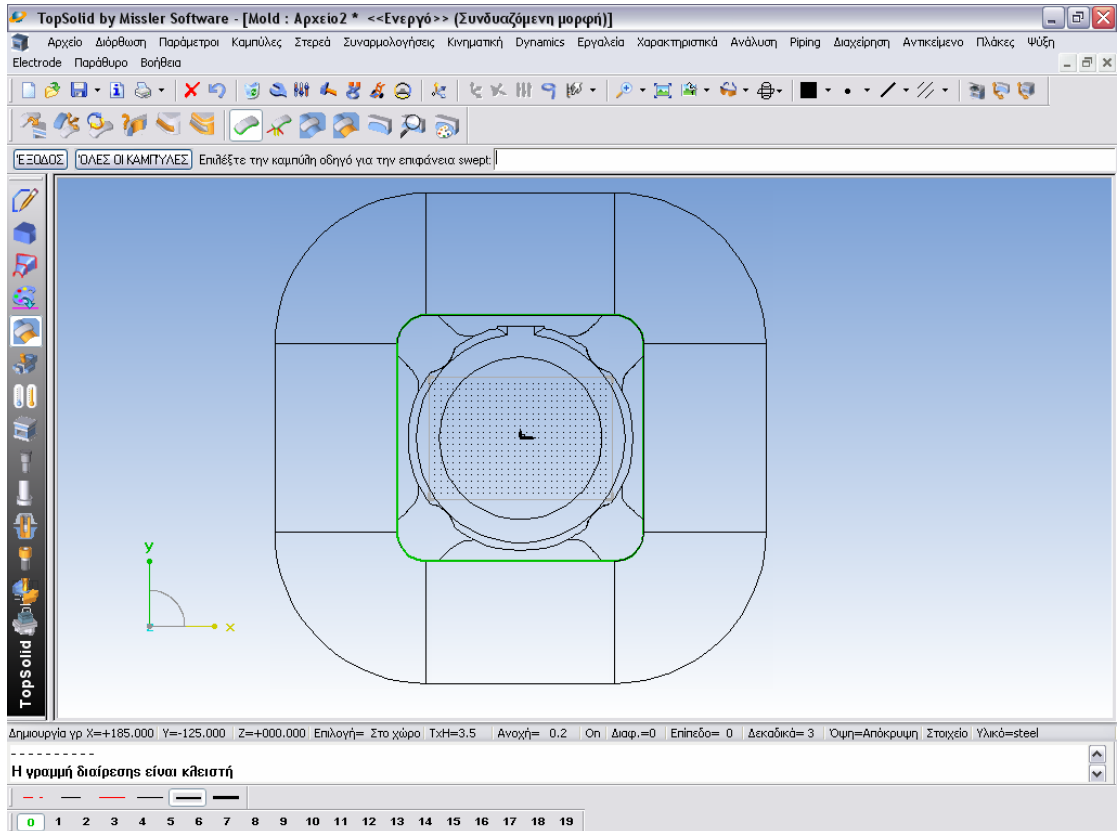 TopSolid by Missler Software - [Mold : Αρχείο2 * <<Ενεργό>> (Συνδυαζόμενη μορφή)]
Αρχείο Διόρθωση Παράμετροι Καμπύλες Στερεά Συναρμολογήσεις Κινηματική Dynamics Εργαλεία Χαρακτηριστικά Ανάλυση Piping Διαχείρηση Αντικείμενο Πλάκες Ψύξη
Electrode Παράθυρο Βοήθεια
ΈΞΟΔΟΣ ΌΛΕΣ ΟΙ ΚΑΜΠΥΛΕΣ Επιλέξτε την καμπύλη οδηγό για την επιφάνεια swept:
y
z
x
TopSolid
Δημιουργία γρ X=+185.000 Y=-125.000 Z=+000.000 Επιλογή= Στο χώρο TxH=3.5 Ανοχή= 0.2 On Διαφ.=0 Επίπεδο= 0 Δεκαδικά= 3 Όψη=Απόκρυψη Στοιχείο Υλικό=steel
----------
Η γραμμή διαίρεσης είναι κλειστή
0 1 2 3 4 5 6 7 8 9 10 11 12 13 14 15 16 17 18 19